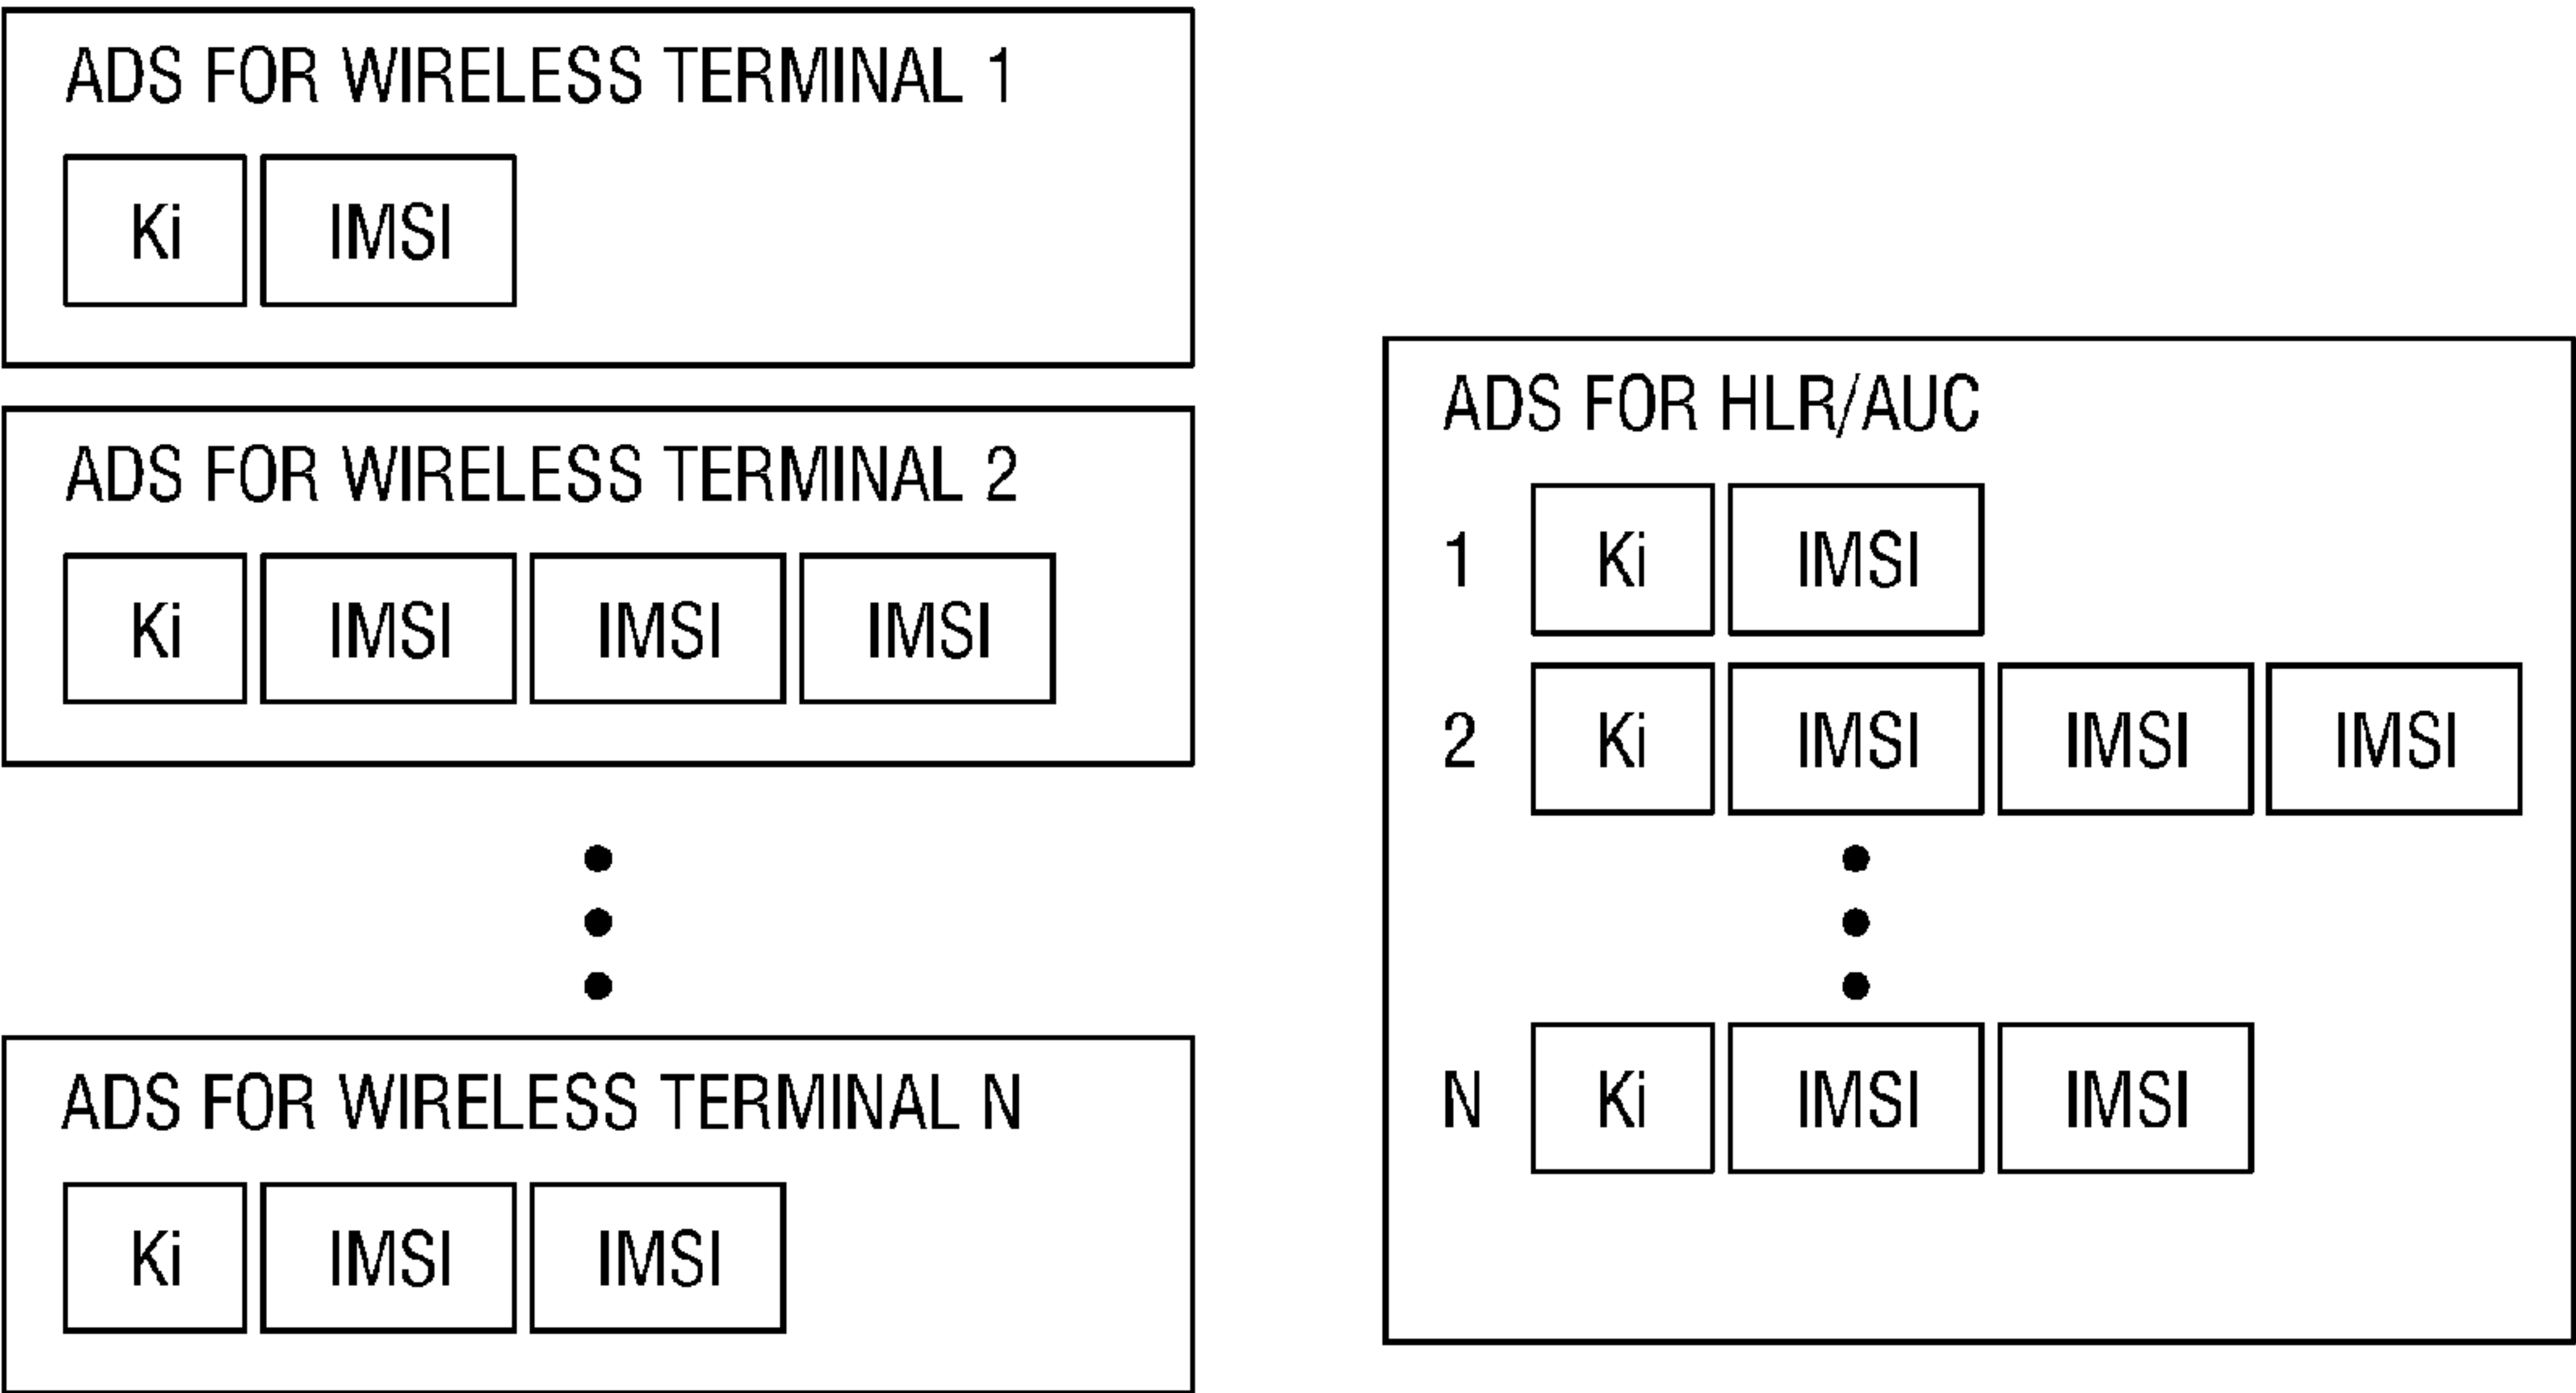 ADS FOR WIRELESS TERMINAL 1
Ki IMSI
ADS FOR WIRELESS TERMINAL 2
Ki IMSI IMSI IMSI
ADS FOR WIRELESS TERMINAL N
Ki IMSI IMSI
ADS FOR HLR/AUC
1 Ki IMSI
2 Ki IMSI IMSI IMSI
N Ki IMSI IMSI